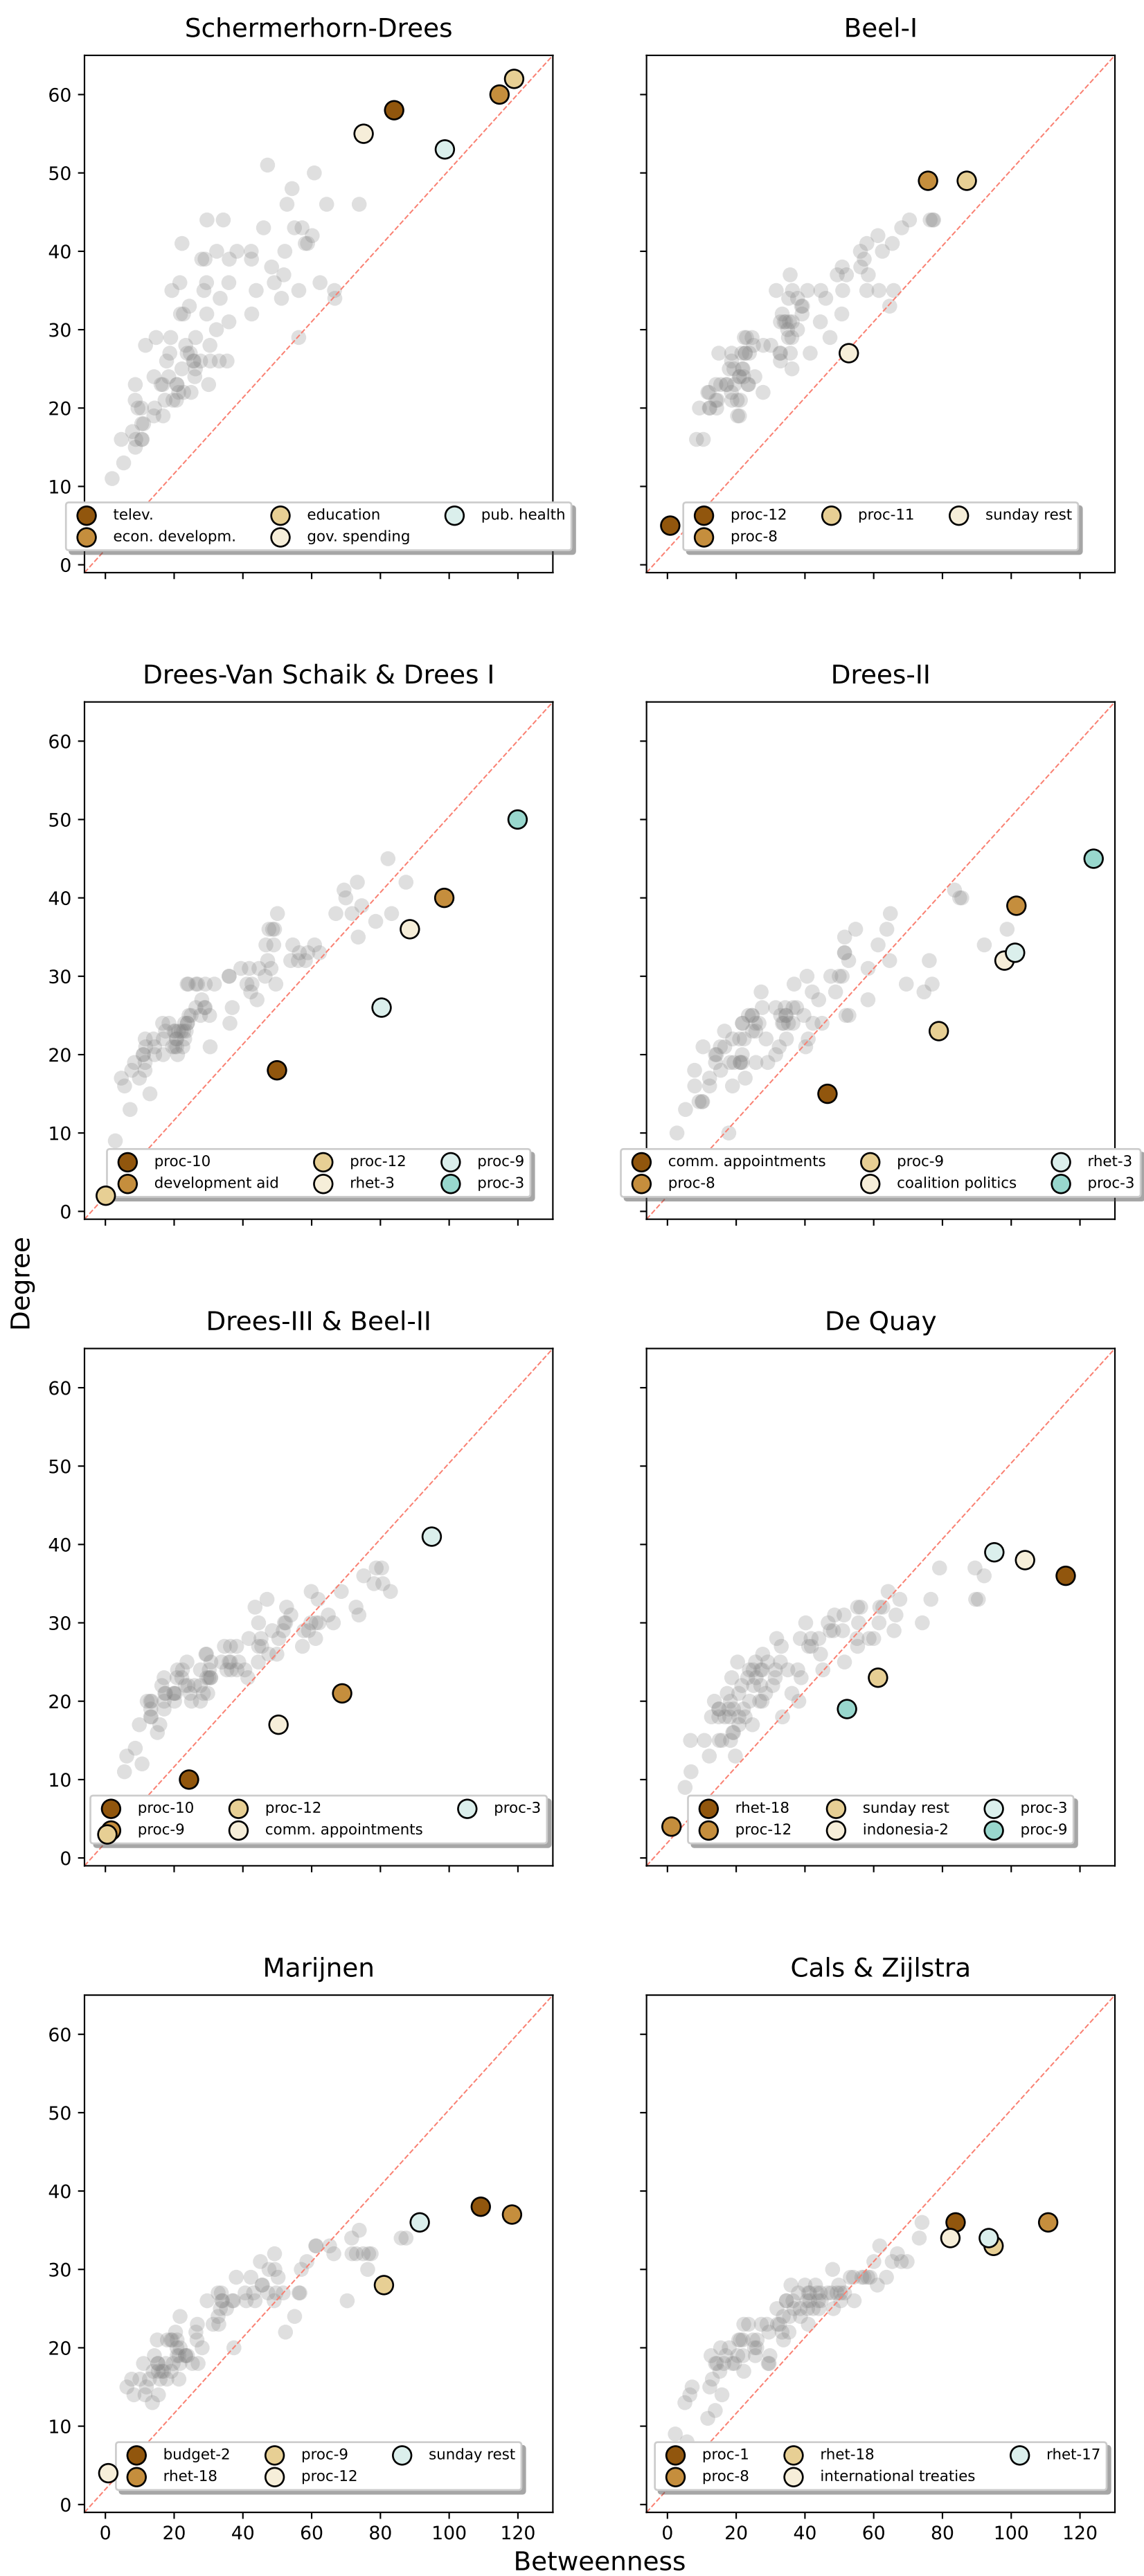 Schermerhorn-Drees
Beel-I
60
50
40
30
20
10
0
telev.
education
pub. health
econ. developm.
gov. spending
proc-12
proc-11
sunday rest
proc-8
Drees-Van Schaik & Drees I
Drees-II
60
50
40
30
20
10
0
proc-10
proc-12
proc-9
development aid
rhet-3
proc-3
comm. appointments
proc-9
rhet-3
proc-8
coalition politics
proc-3
Degree
Drees-III & Beel-II
De Quay
60
50
40
30
20
10
0
proc-10
proc-12
proc-3
proc-9
comm. appointments
rhet-18
sunday rest
proc-3
proc-12
indonesia-2
proc-9
Marijnen
Cals & Zijlstra
60
50
40
30
20
10
0
budget-2
proc-9
sunday rest
rhet-18
proc-12
proc-1
rhet-18
rhet-17
proc-8
international treaties
0 20 40 60 80 100 120
0 20 40 60 80 100 120
Betweenness